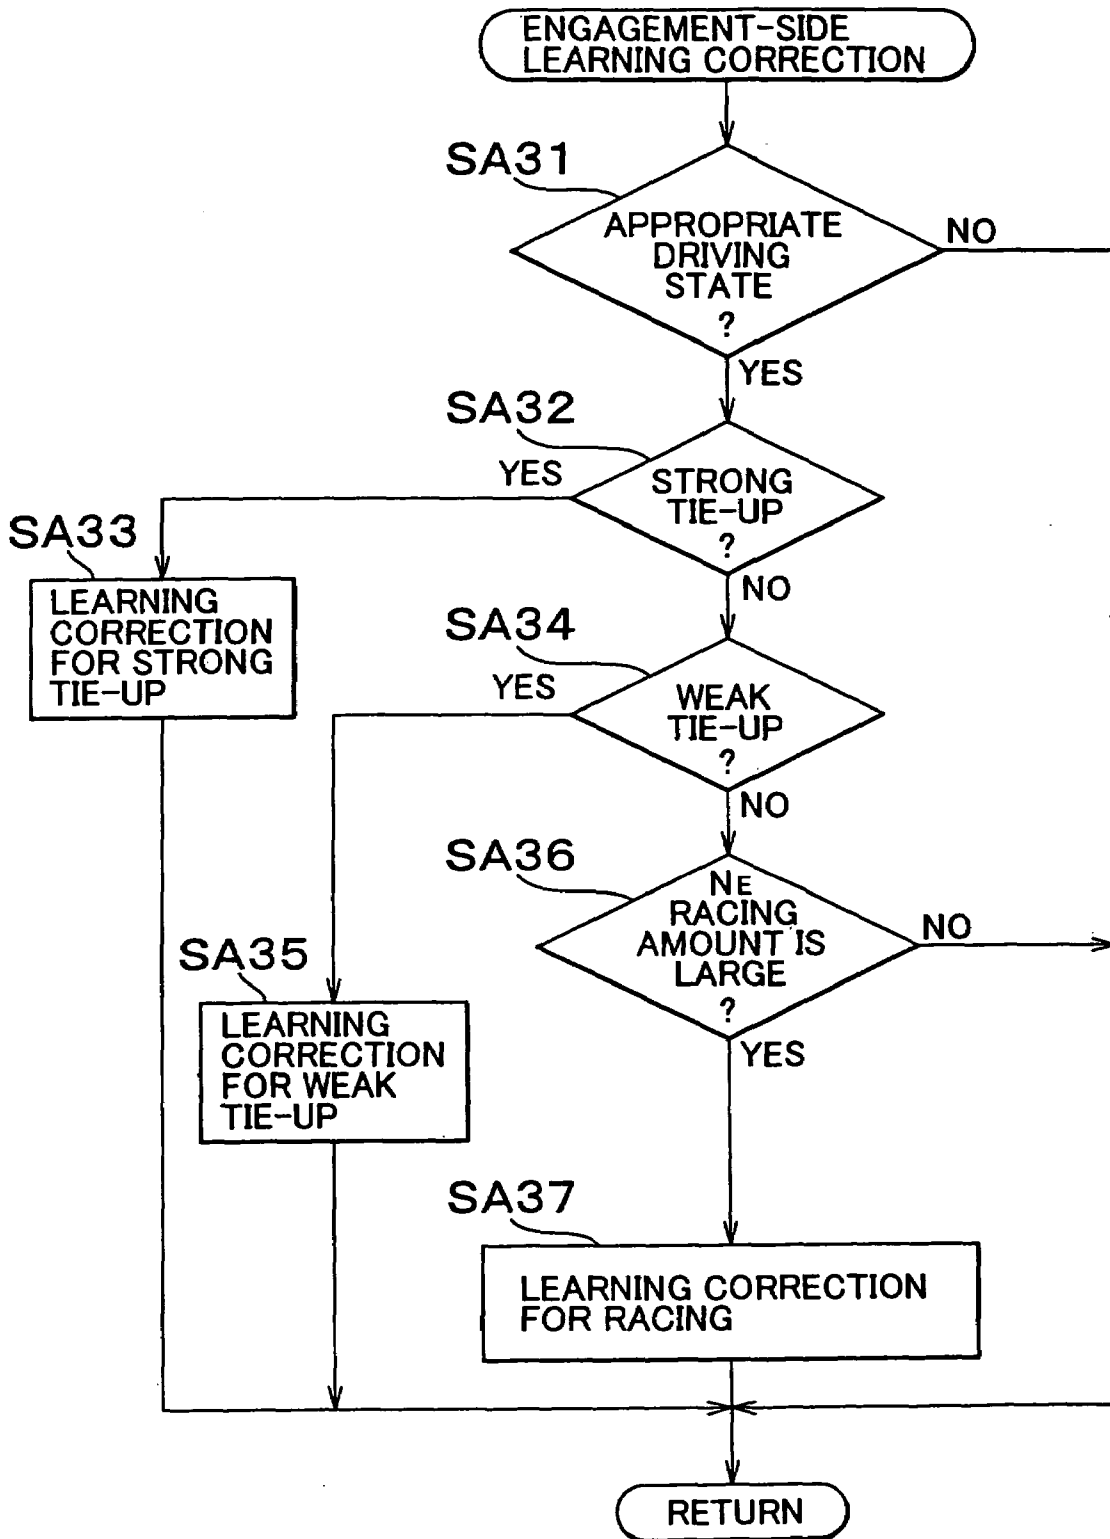 ENGAGEMENT-SIDE
LEARNING CORRECTION
SA31
APPROPRIATE
DRIVING
STATE
?
NO
YES
SA32
YES
STRONG
TIE-UP
?
NO
SA33
LEARNING
CORRECTION
FOR STRONG
TIE-UP
SA34
YES
WEAK
TIE-UP
?
NO
SA36
NE
RACING
AMOUNT IS
LARGE
?
NO
YES
SA35
LEARNING
CORRECTION
FOR WEAK
TIE-UP
SA37
LEARNING CORRECTION
FOR RACING
RETURN